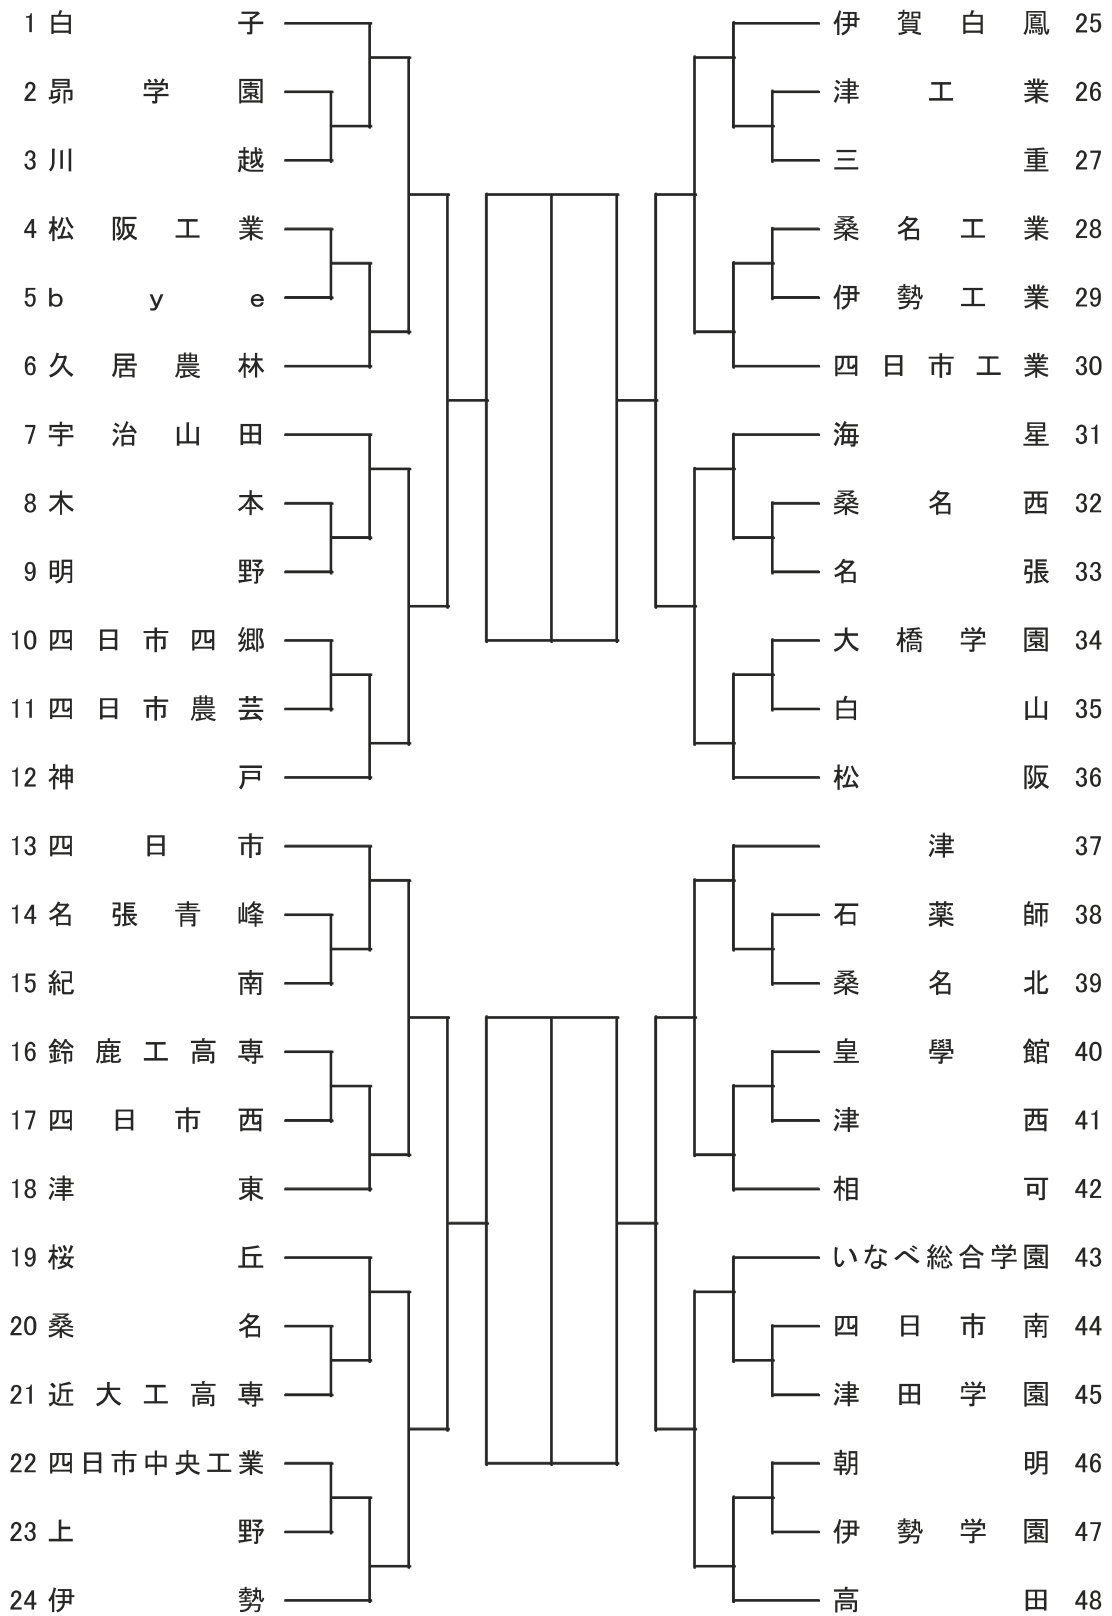 1 白子
2 昴学園
3 川越
4 松阪工業
5 ｂｙｅ
6 久居農林
7 宇治山田
8 木本
9 明野
10 四日市四郷
11 四日市農芸
12 神戸
13 四日市
14 名張青峰
15 紀南
16 鈴鹿工高専
17 四日市西
18 津東
19 桜丘
20 桑名
21 近大工高専
22 四日市中央工業
23 上野
24 伊勢
伊賀白鳳 25
津工業 26
三重 27
桑名工業 28
伊勢工業 29
四日市工業 30
海星 31
桑名西 32
名張 33
大橋学園 34
白山 35
松阪 36
津 37
石薬師 38
桑名北 39
皇學館 40
津西 41
相可 42
いなべ総合学園 43
四日市南 44
津田学園 45
朝明 46
伊勢学園 47
高田 48